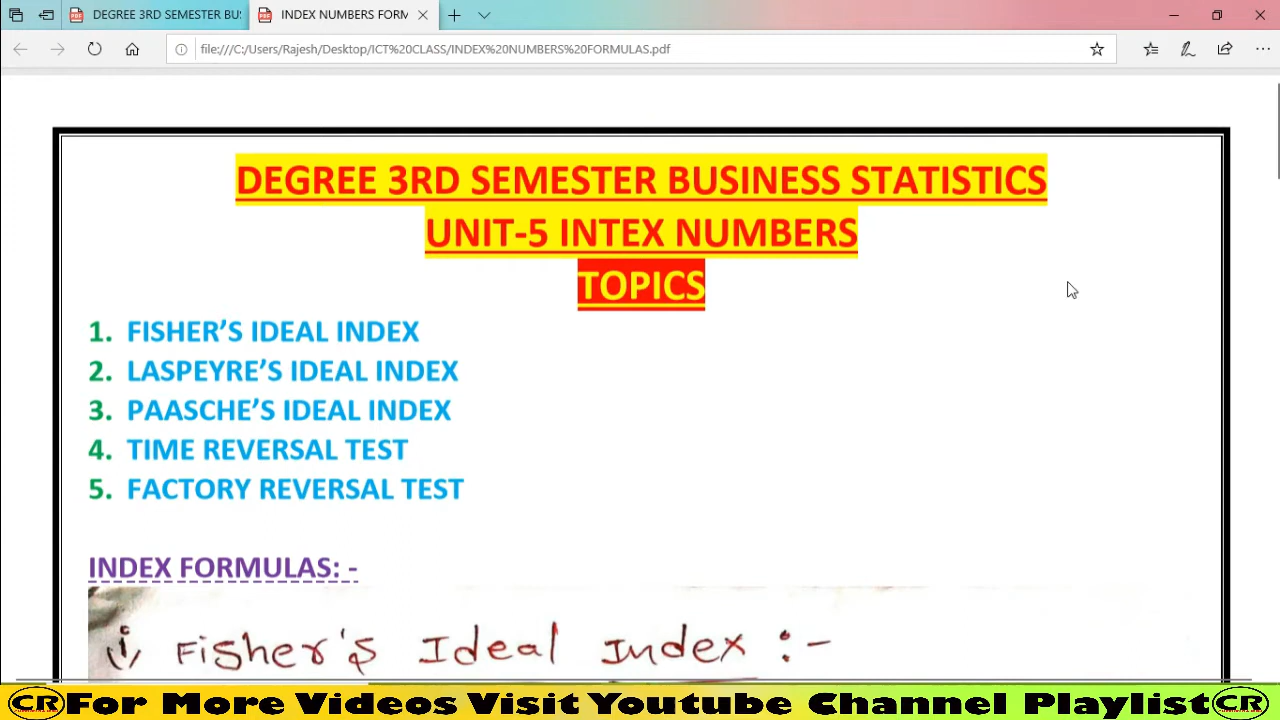 DEGREE 3RD SEMESTER BUS
INDEX NUMBERS FORM
file:///C:/Users/Rajesh/Desktop/ICT%20CLASS/INDEX%20NUMBERS%20FORMULAS.pdf
DEGREE 3RD SEMESTER BUSINESS STATISTICS
UNIT-5 INTEX NUMBERS
TOPICS
1. FISHER’S IDEAL INDEX
2. LASPEYRE’S IDEAL INDEX
3. PAASCHE’S IDEAL INDEX
4. TIME REVERSAL TEST
5. FACTORY REVERSAL TEST
INDEX FORMULAS: -
i) Fisher's Ideal Index :-
CR For More Videos Visit Youtube Channel Playlist CR